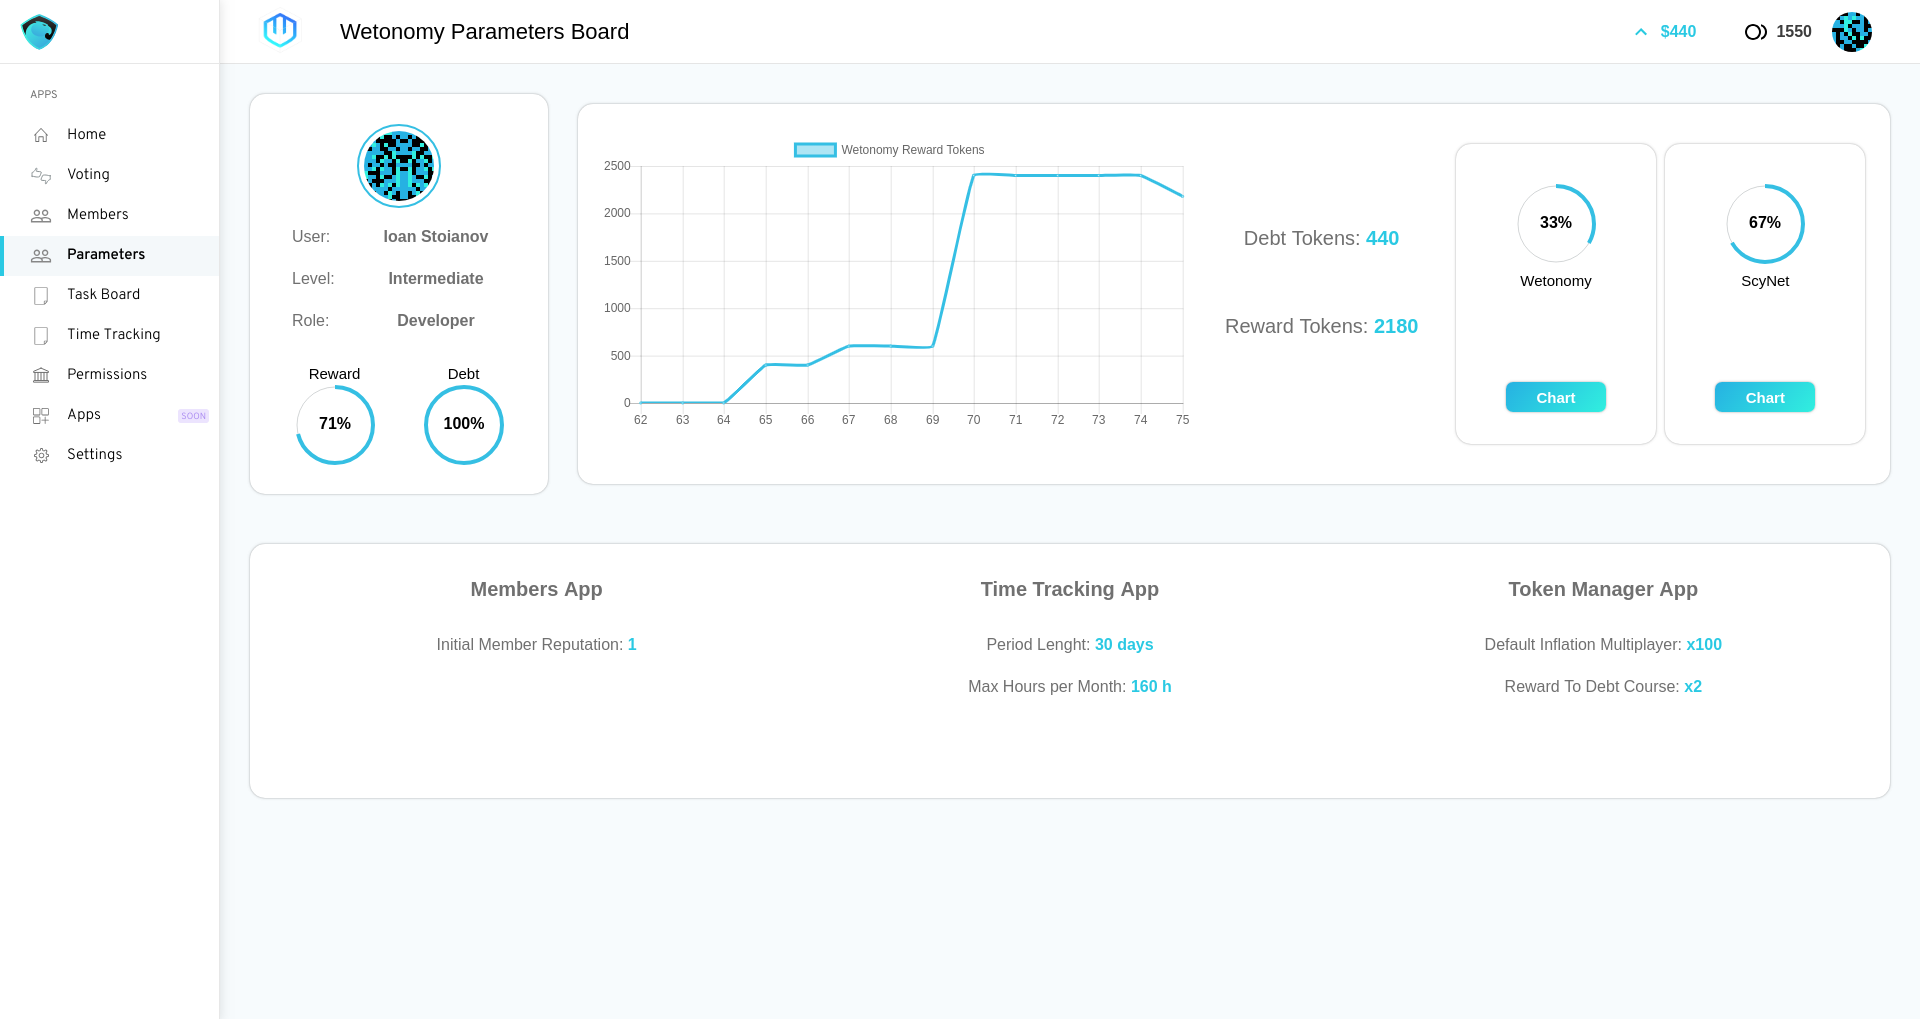 Wetonomy Parameters Board
$440
1550
APPS
Home
Voting
Members
Parameters
Task Board
Time Tracking
Permissions
Apps SOON
Settings
User: Ioan Stoianov
Level: Intermediate
Role: Developer
Reward Debt
71% 100%
Wetonomy Reward Tokens
2500
2000
1500
1000
500
0
62 63 64 65 66 67 68 69 70 71 72 73 74 75
Debt Tokens: 440
Reward Tokens: 2180
33%
Wetonomy
Chart
67%
ScyNet
Chart
Members App
Initial Member Reputation: 1
Time Tracking App
Period Lenght: 30 days
Max Hours per Month: 160 h
Token Manager App
Default Inflation Multiplayer: x100
Reward To Debt Course: x2